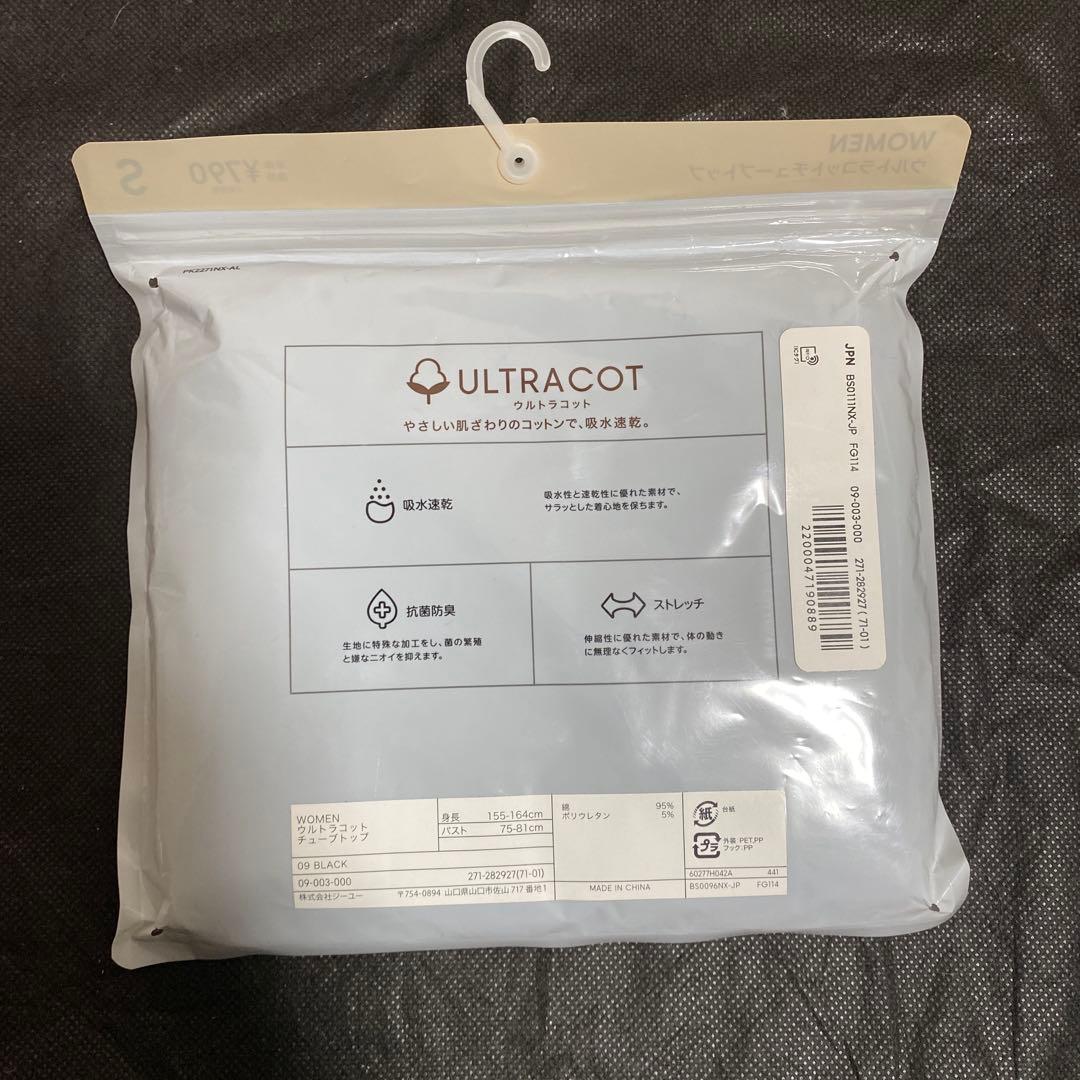 WOMEN
ウルトラコットチューブトップ
¥790
S
PK2271NX-AL
ULTRACOT
ウルトラコット
やさしい肌ざわりのコットンで、吸水速乾。
吸水速乾
吸水性と速乾性に優れた素材で、
サラッとした着心地を保ちます。
抗菌防臭
生地に特殊な加工をし、菌の繁殖
と嫌なニオイを抑えます。
ストレッチ
伸縮性に優れた素材で、体の動き
に無理なくフィットします。
JPN BS0111NX-JP FG114 09-003-000 271-282927(71-01)
2200047190889
WOMEN
ウルトラコット
チューブトップ
身長 155-164cm
バスト 75-81cm
09 BLACK
09-003-000 271-282927(71-01)
株式会社ジーユー 〒754-0894 山口県山口市佐山 717 番地1
綿 95%
ポリウレタン 5%
MADE IN CHINA
紙 台紙
プラ 外装:PET,PP
フック:PP
60277H042A 441
BS0096NX-JP FG114